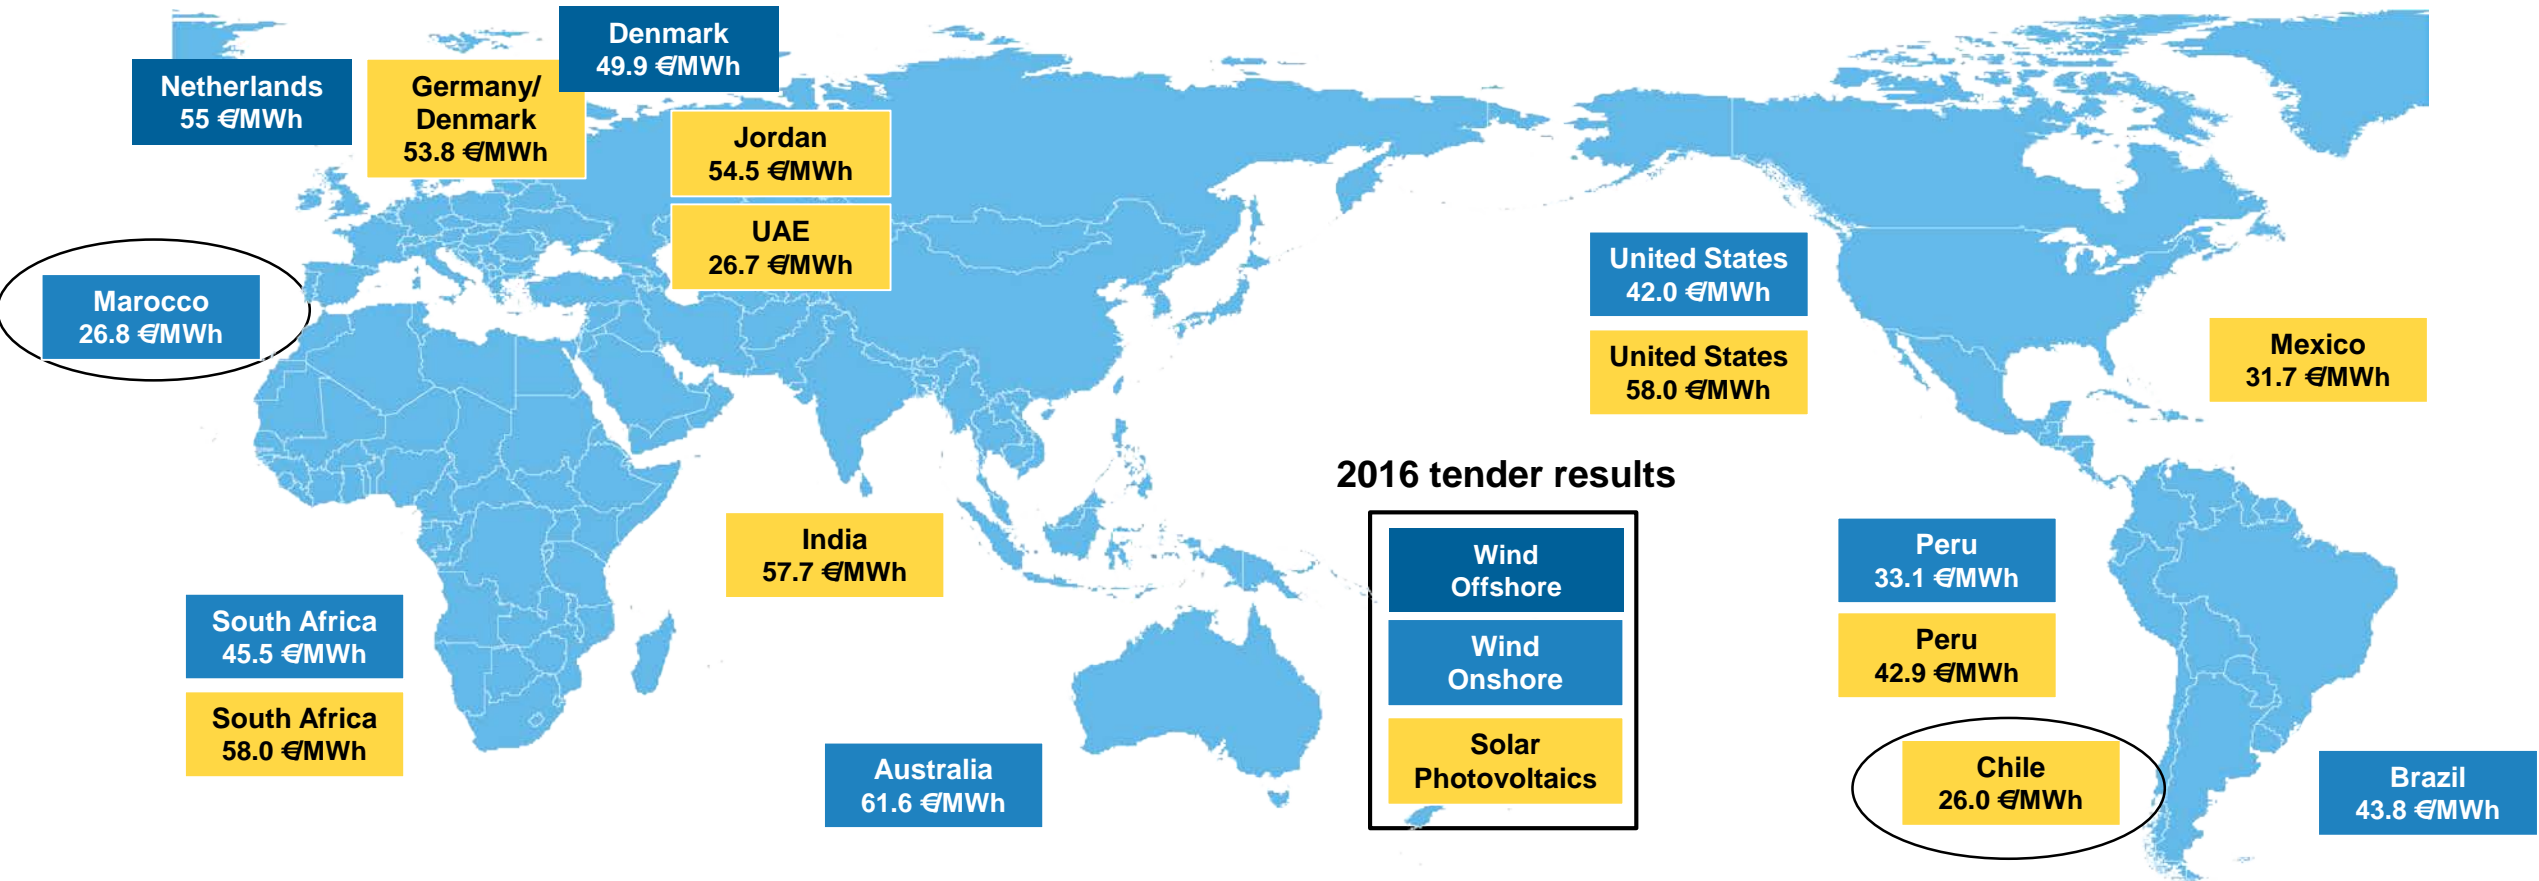 Denmark
49.9 €/MWh
Netherlands
55 €/MWh
Germany/
Denmark
53.8 €/MWh
Jordan
54.5 €/MWh
UAE
26.7 €/MWh
Marocco
26.8 €/MWh
United States
42.0 €/MWh
United States
58.0 €/MWh
Mexico
31.7 €/MWh
India
57.7 €/MWh
South Africa
45.5 €/MWh
South Africa
58.0 €/MWh
Australia
61.6 €/MWh
2016 tender results
Wind
Offshore
Wind
Onshore
Solar
Photovoltaics
Peru
33.1 €/MWh
Peru
42.9 €/MWh
Chile
26.0 €/MWh
Brazil
43.8 €/MWh